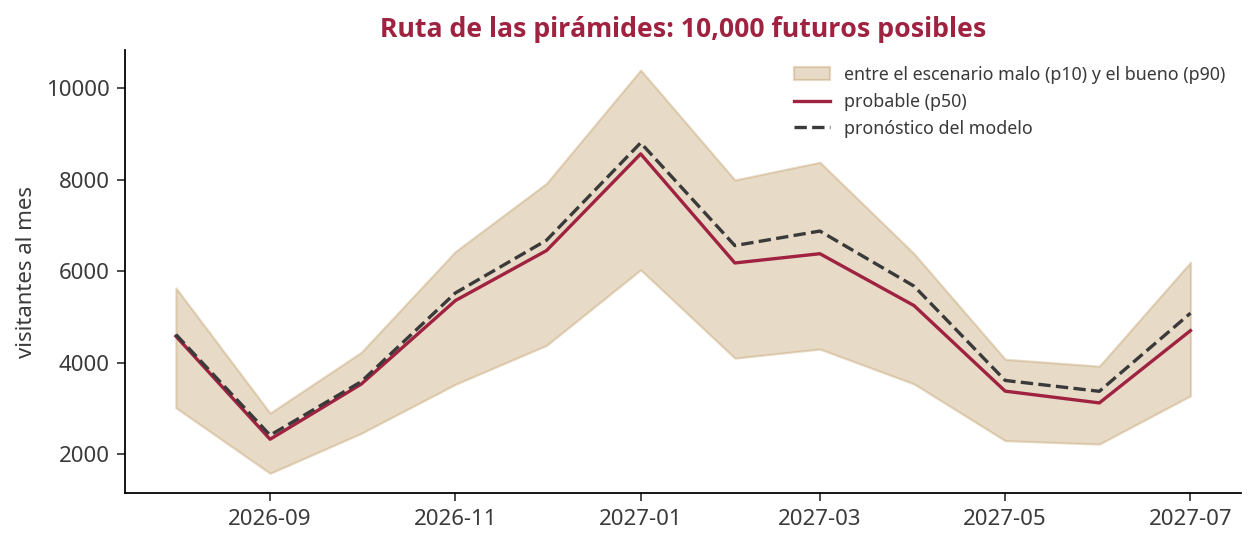 Ruta de las pirámides: 10,000 futuros posibles
entre el escenario malo (p10) y el bueno (p90)
probable (p50)
pronóstico del modelo
visitantes al mes
10000
8000
6000
4000
2000
2026-09
2026-11
2027-01
2027-03
2027-05
2027-07